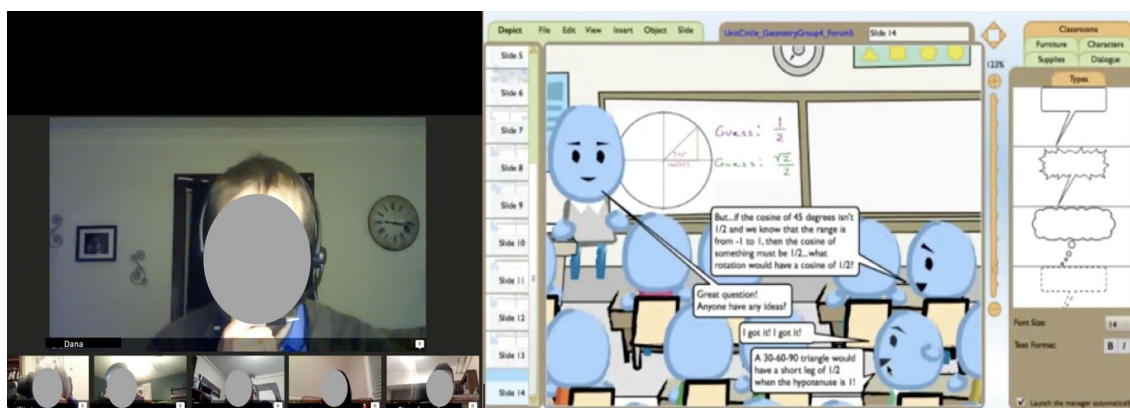 Dana
Depict File Edit View Insert Object Slide
UnitCircle_GeometryGroup4_Forum5
Slide 14
Slide 5
Slide 6
Slide 7
Slide 8
Slide 9
Slide 10
Slide 11
Slide 12
Slide 13
Slide 14
Guess: 1/2
Guess: √2/2
But...if the cosine of 45 degrees isn't
1/2 and we know that the range is
from -1 to 1, then the cosine of
something must be 1/2...what
rotation would have a cosine of 1/2?
Great question!
Anyone have any ideas?
I got it! I got it!
A 30-60-90 triangle would
have a short leg of 1/2
when the hypotenuse is 1!
123%
Classrooms
Furniture Characters
Supplies Dialogue
Types
Font Size: 14
Text Format: B I
Launch the manager automatically